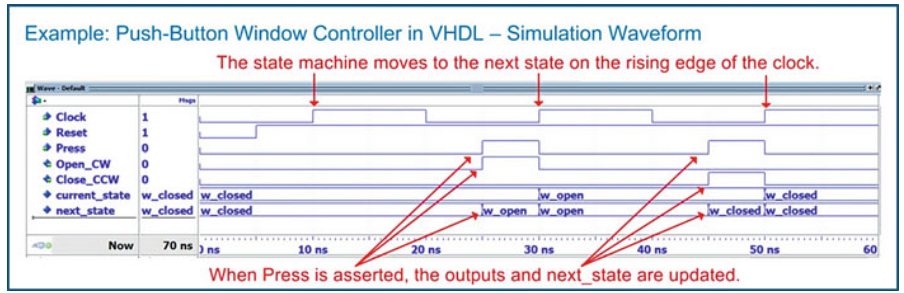 Example: Push-Button Window Controller in VHDL – Simulation Waveform
The state machine moves to the next state on the rising edge of the clock.
Wave - Default
Msgs
Clock 1
Reset 1
Press 0
Open_CW 0
Close_CCW 0
current_state w_closed w_closed w_open w_closed
next_state w_closed w_closed w_open w_open w_closed w_closed
Now 70 ns 0 ns 10 ns 20 ns 30 ns 40 ns 50 ns 60
When Press is asserted, the outputs and next_state are updated.